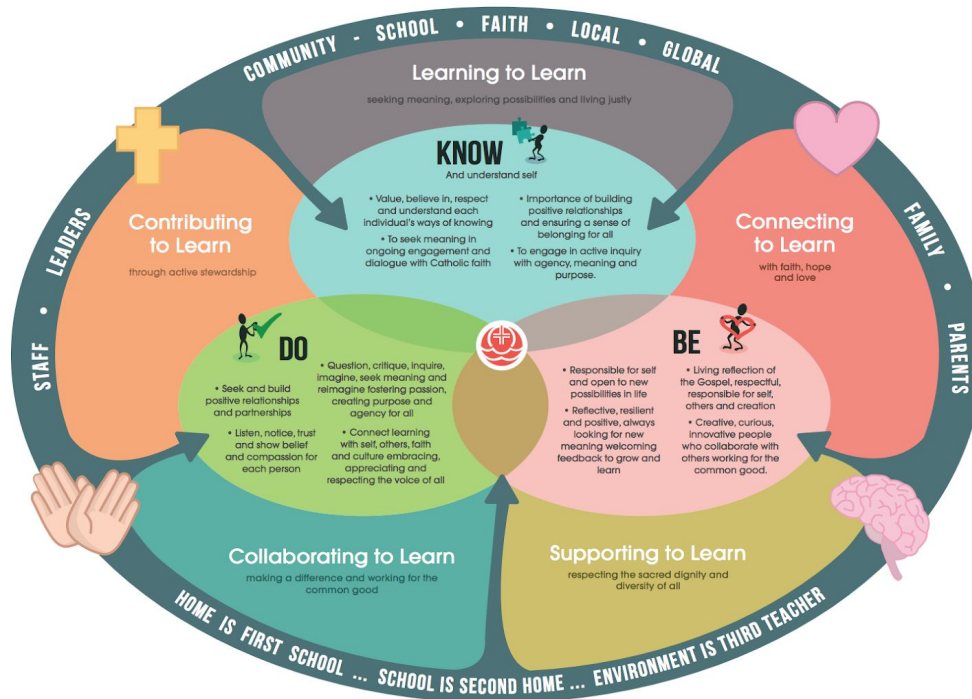 COMMUNITY - SCHOOL • FAITH • LOCAL • GLOBAL
Learning to Learn
seeking meaning, exploring possibilities and living justly
KNOW
And understand self
• Value, believe in, respect
and understand each
individual's ways of knowing
• To seek meaning in
ongoing engagement and
dialogue with Catholic faith
• Importance of building
positive relationships
and ensuring a sense of
belonging for all
• To engage in active inquiry
with agency, meaning and
purpose.
STAFF • LEADERS
Contributing
to Learn
through active stewardship
Connecting
to Learn
with faith, hope
and love
FAMILY • PARENTS
DO
• Seek and build
positive relationships
and partnerships
• Listen, notice, trust
and show belief
and compassion for
each person
• Question, critique, inquire,
imagine, seek meaning and
reimagine fostering passion,
creating purpose and
agency for all
• Connect learning
with self, others, faith
and culture embracing,
appreciating and
respecting the voice of all
BE
• Responsible for self
and open to new
possibilities in life
• Reflective, resilient
and positive, always
looking for new
meaning welcoming
feedback to grow and
learn
• Living reflection of
the Gospel, respectful,
responsible for self,
others and creation
• Creative, curious,
innovative people
who collaborate with
others working for the
common good.
Collaborating to Learn
making a difference and working for the
common good
Supporting to Learn
respecting the sacred dignity and
diversity of all
HOME IS FIRST SCHOOL ... SCHOOL IS SECOND HOME ... ENVIRONMENT IS THIRD TEACHER